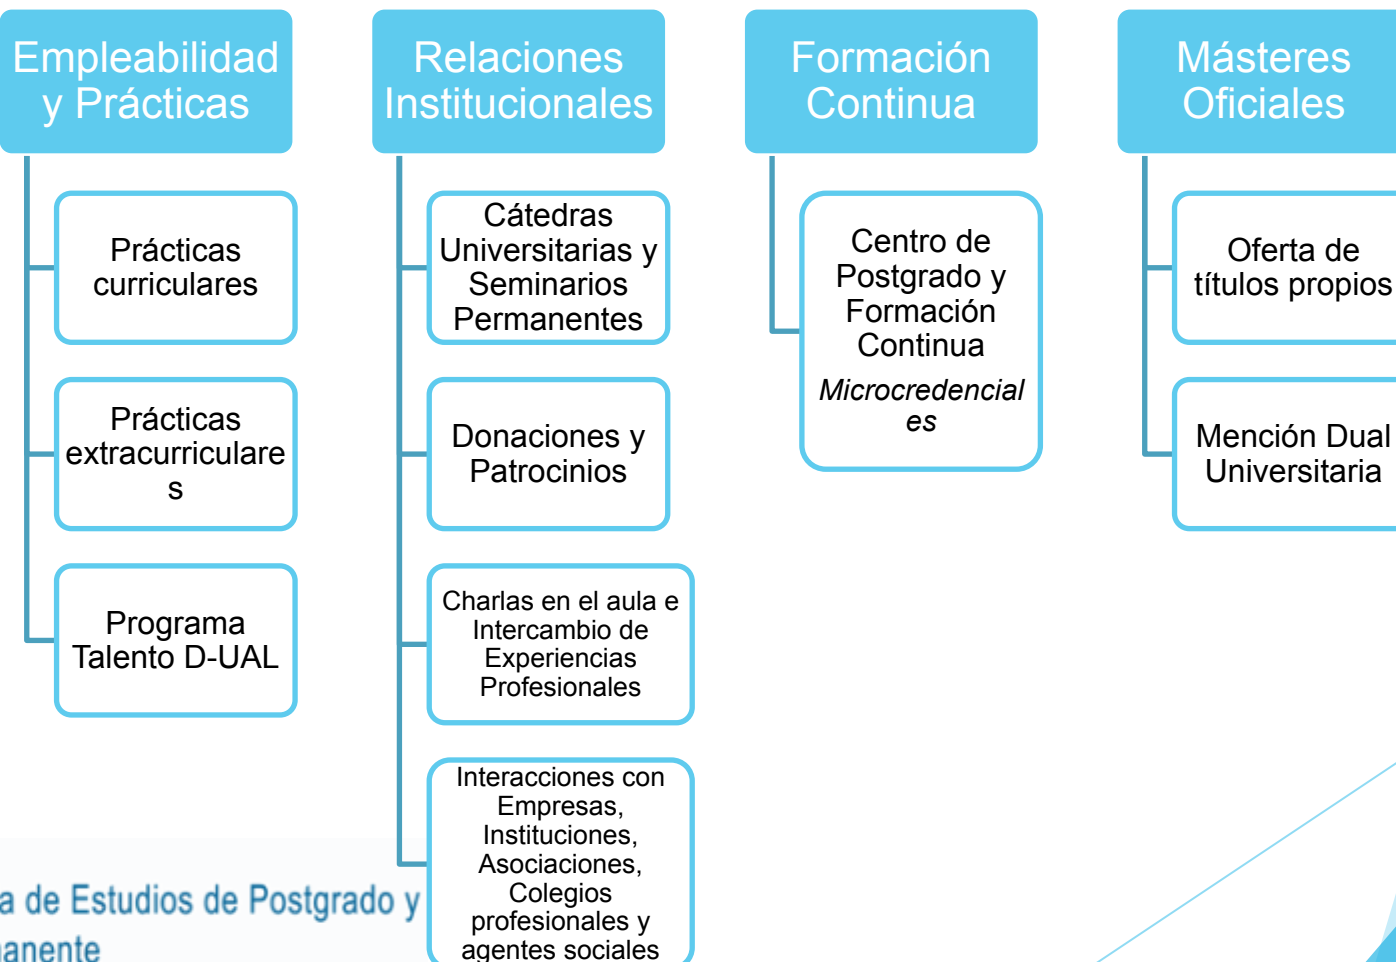 Empleabilidad
y Prácticas
Prácticas
curriculares
Prácticas
extracurriculare
s
Programa
Talento D-UAL
Relaciones
Institucionales
Cátedras
Universitarias y
Seminarios
Permanentes
Donaciones y
Patrocinios
Charlas en el aula e
Intercambio de
Experiencias
Profesionales
Interacciones con
Empresas,
Instituciones,
Asociaciones,
Colegios
profesionales y
agentes sociales
Formación
Continua
Centro de
Postgrado y
Formación
Continua
Microcredencial
es
Másteres
Oficiales
Oferta de
títulos propios
Mención Dual
Universitaria
a de Estudios de Postgrado y
anente